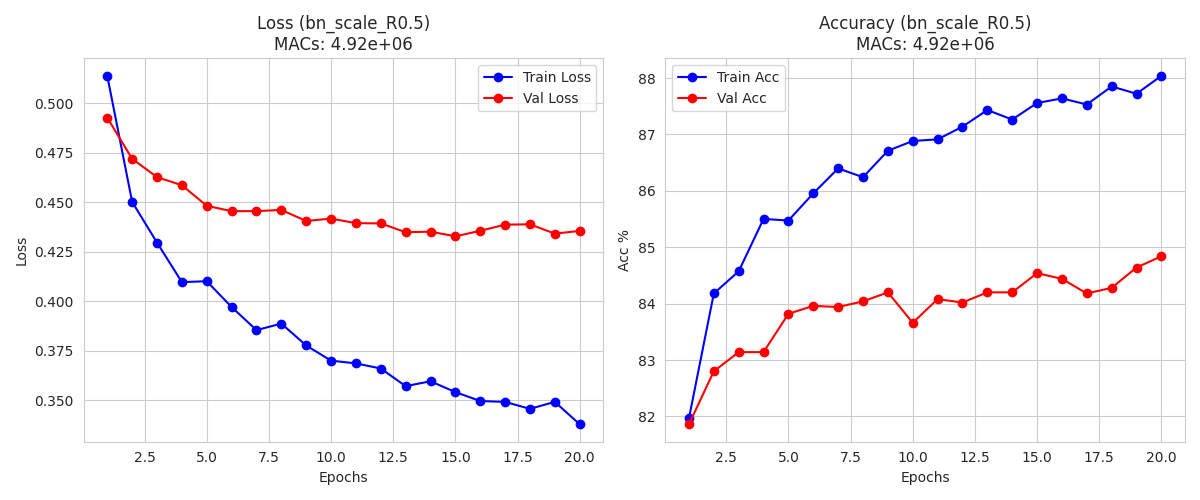 Loss (bn_scale_R0.5)
MACs: 4.92e+06
Train Loss
Val Loss
0.500
0.475
0.450
0.425
0.400
0.375
0.350
Loss
2.5 5.0 7.5 10.0 12.5 15.0 17.5 20.0
Epochs
Accuracy (bn_scale_R0.5)
MACs: 4.92e+06
Train Acc
Val Acc
88
87
86
85
84
83
82
Acc %
2.5 5.0 7.5 10.0 12.5 15.0 17.5 20.0
Epochs